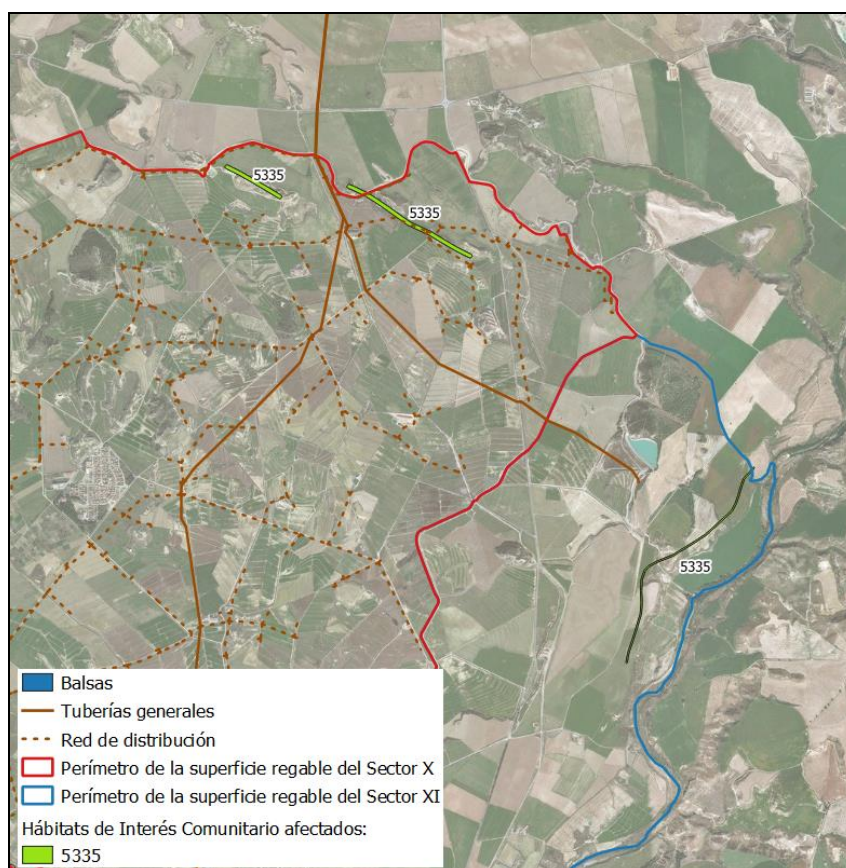 5335
5335
5335
Balsas
Tuberías generales
Red de distribución
Perímetro de la superficie regable del Sector X
Perímetro de la superficie regable del Sector XI
Hábitats de Interés Comunitario afectados:
5335